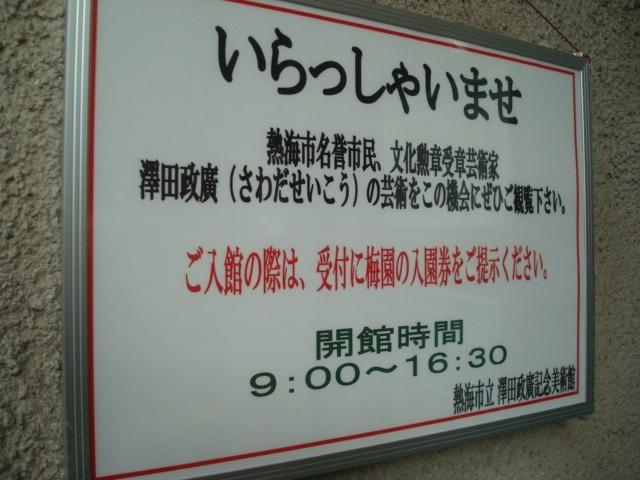 いらっしゃいませ
熱海市名誉市民、文化勲章受章芸術家
澤田政廣（さわだせいこう）の芸術をこの機会にぜひご観覧下さい。
ご入館の際は、受付に梅園の入園券をご提示ください。
開館時間
9：00～16：30
熱海市立 澤田政廣記念美術館